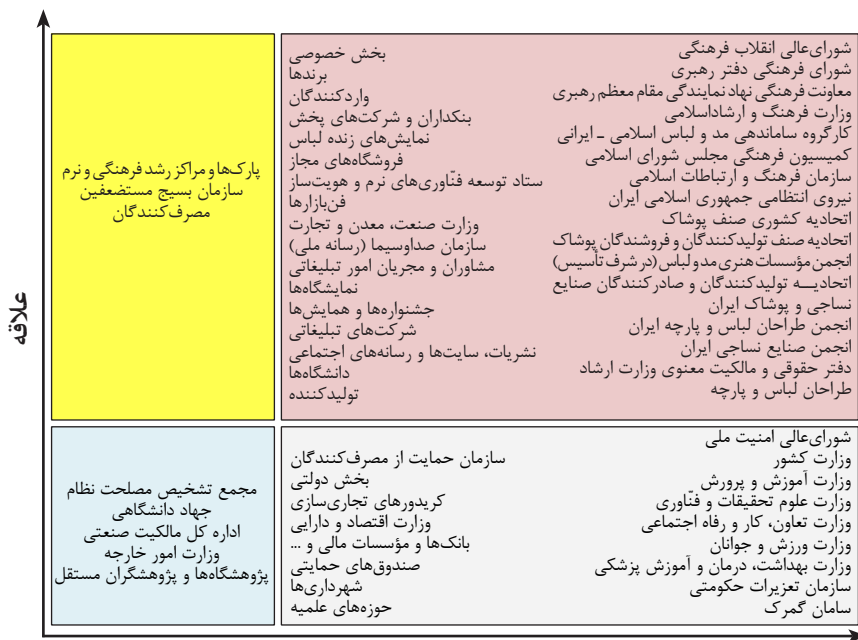 شورای‌عالی انقلاب فرهنگی
شورای فرهنگی دفتر رهبری
معاونت فرهنگی نهاد نمایندگی مقام معظم رهبری
وزارت فرهنگ و ارشاداسلامی
کارگروه ساماندهی مد و لباس اسلامی ـ ایرانی
کمیسیون فرهنگی مجلس شورای اسلامی
سازمان فرهنگ و ارتباطات اسلامی
نیروی انتظامی جمهوری اسلامی ایران
اتحادیه کشوری صنف پوشاک
اتحادیه صنف تولیدکنندگان و فروشندگان پوشاک
انجمن مؤسسات هنری مد و لباس (در شرف تأسیس)
اتحادیــه تولیدکنندگان و صادرکنندگان صنایع
نساجی و پوشاک ایران
انجمن طراحان لباس و پارچه ایران
انجمن صنایع نساجی ایران
دفتر حقوقی و مالکیت معنوی وزارت ارشاد
طراحان لباس و پارچه
بخش خصوصی
برندها
واردکنندگان
بنکداران و شرکت‌های پخش
نمایش‌های زنده لباس
فروشگاه‌های مجاز
ستاد توسعه فنّاوری‌های نرم و هویت‌ساز
فن‌بازارها
وزارت صنعت، معدن و تجارت
سازمان صداوسیما (رسانه ملی)
مشاوران و مجریان امور تبلیغاتی
نمایشگاه‌ها
جشنواره‌ها و همایش‌ها
شرکت‌های تبلیغاتی
نشریات، سایت‌ها و رسانه‌های اجتماعی
دانشگاه‌ها
تولیدکننده
پارک‌ها و مراکز رشد فرهنگی و نرم
سازمان بسیج مستضعفین
مصرف‌کنندگان
علاقه
شورای‌عالی امنیت ملی
وزارت کشور
وزارت آموزش و پرورش
وزارت علوم تحقیقات و فنّاوری
وزارت تعاون، کار و رفاه اجتماعی
وزارت ورزش و جوانان
وزارت بهداشت، درمان و آموزش پزشکی
سازمان تعزیرات حکومتی
سامان گمرک
سازمان حمایت از مصرف‌کنندگان
بخش دولتی
کریدورهای تجاری‌سازی
وزارت اقتصاد و دارایی
بانک‌ها و مؤسسات مالی و ...
صندوق‌های حمایتی
شهرداری‌ها
حوزه‌های علمیه
مجمع تشخیص مصلحت نظام
جهاد دانشگاهی
اداره کل مالکیت صنعتی
وزارت امور خارجه
پژوهشگاه‌ها و پژوهشگران مستقل